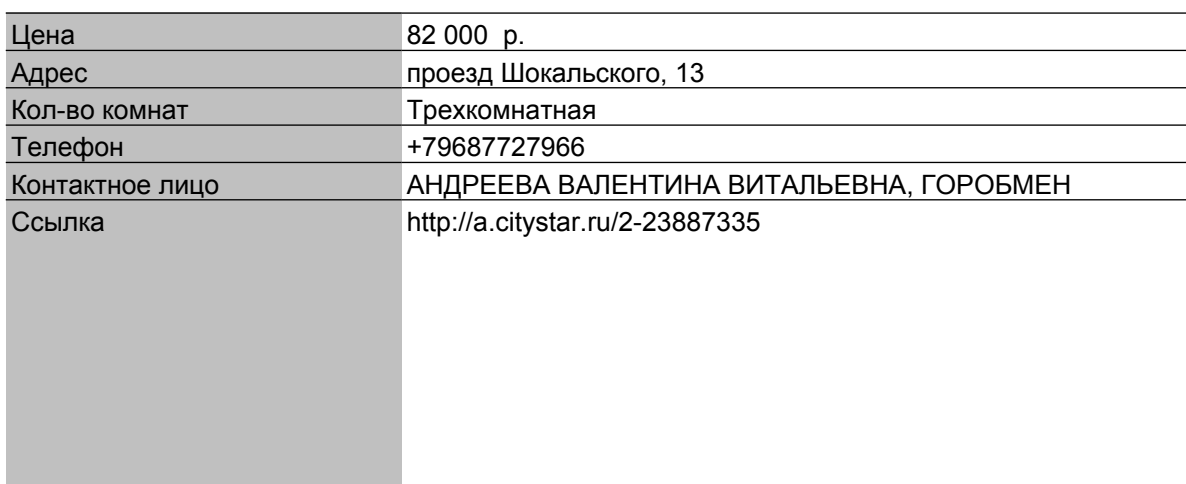 Цена 82 000 р.
Адрес проезд Шокальского, 13
Кол-во комнат Трехкомнатная
Телефон +79687727966
Контактное лицо АНДРЕЕВА ВАЛЕНТИНА ВИТАЛЬЕВНА, ГОРОБМЕН
Ссылка http://a.citystar.ru/2-23887335